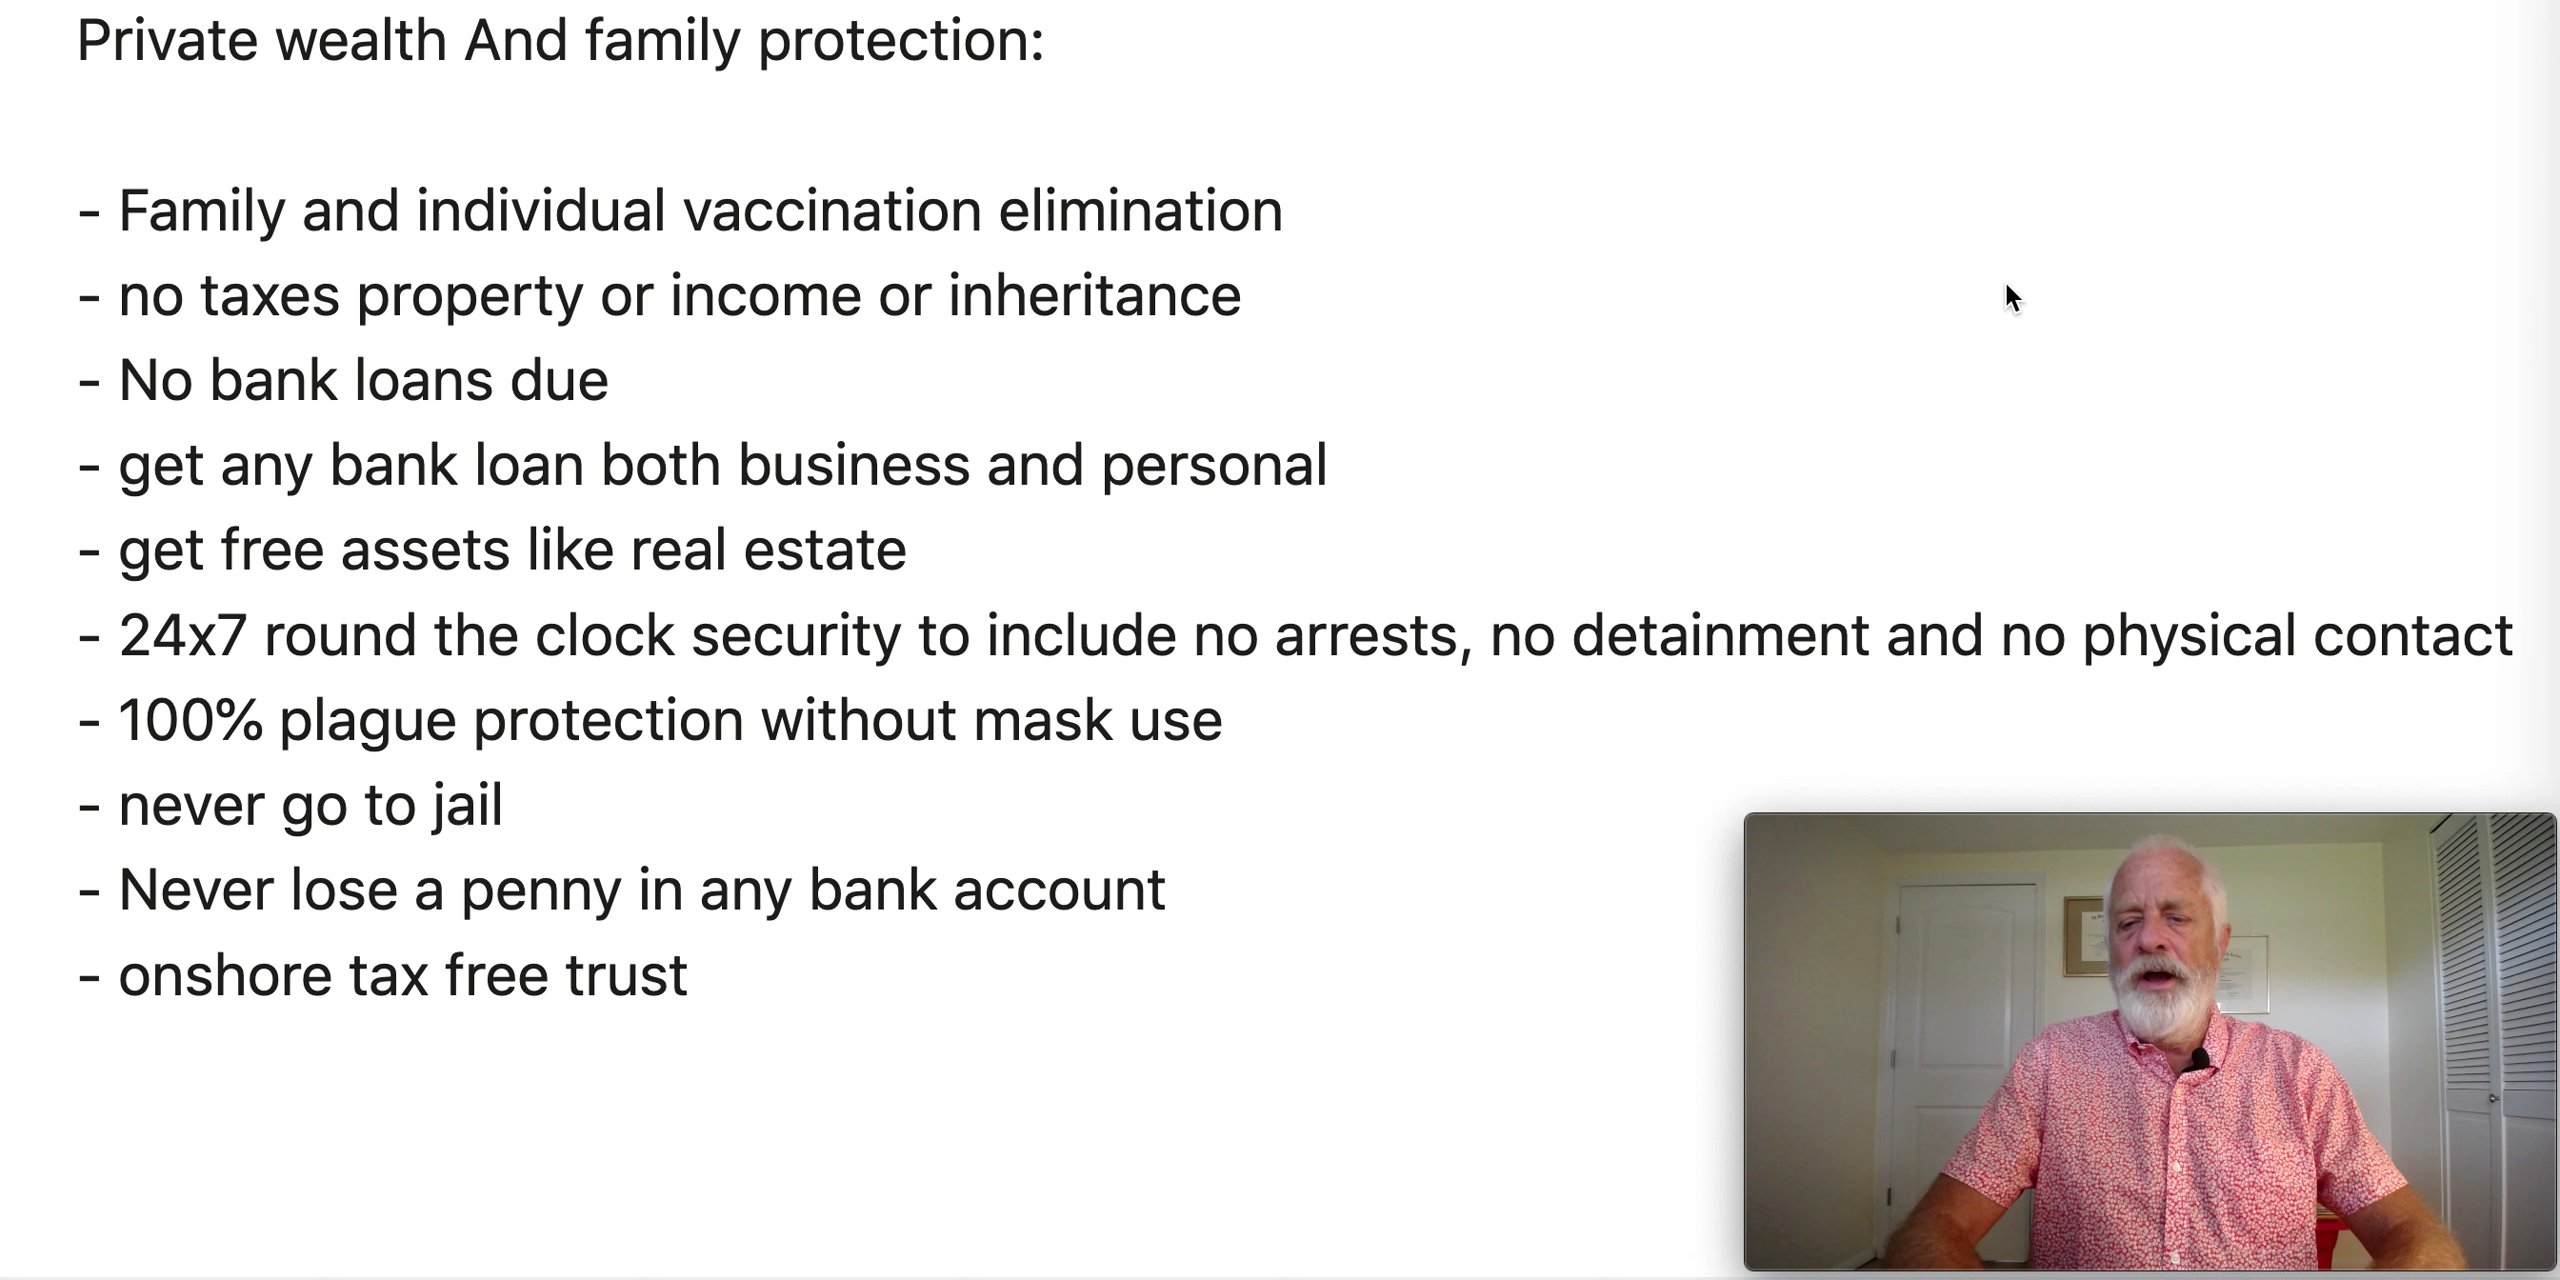 Private wealth And family protection:
- Family and individual vaccination elimination
- no taxes property or income or inheritance
- No bank loans due
- get any bank loan both business and personal
- get free assets like real estate
- 24x7 round the clock security to include no arrests, no detainment and no physical contact
- 100% plague protection without mask use
- never go to jail
- Never lose a penny in any bank account
- onshore tax free trust